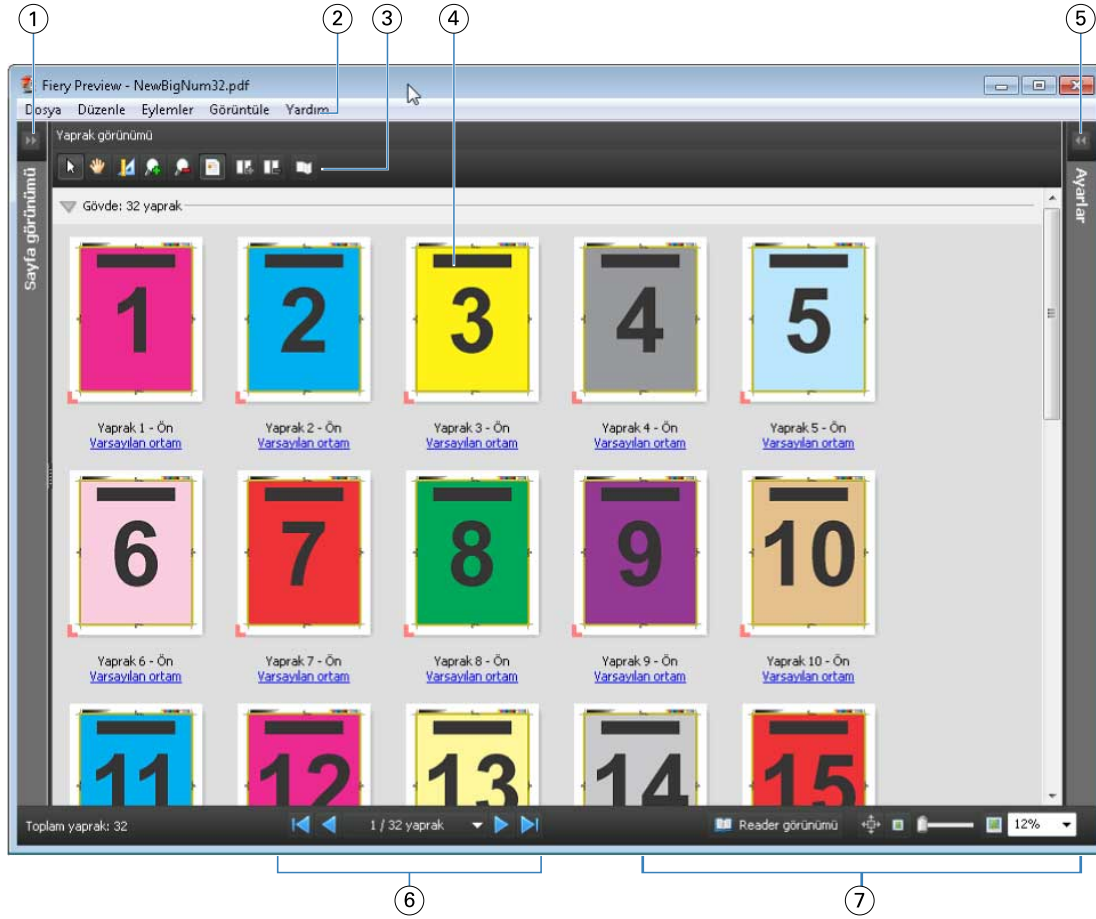 1 2 3 4 5
Fiery Preview - NewBigNum32.pdf
Dosya Düzenle Eylemler Görüntüle Yardım
Yaprak görünümü
Sayfa görünümü
Ayarlar
Gövde: 32 yaprak
1 2 3 4 5
Yaprak 1 - Ön Yaprak 2 - Ön Yaprak 3 - Ön Yaprak 4 - Ön Yaprak 5 - Ön
Varsayılan ortam Varsayılan ortam Varsayılan ortam Varsayılan ortam Varsayılan ortam
6 7 8 9 10
Yaprak 6 - Ön Yaprak 7 - Ön Yaprak 8 - Ön Yaprak 9 - Ön Yaprak 10 - Ön
Varsayılan ortam Varsayılan ortam Varsayılan ortam Varsayılan ortam Varsayılan ortam
11 12 13 14 15
Toplam yaprak: 32 1 / 32 yaprak Reader görünümü 12%
6 7